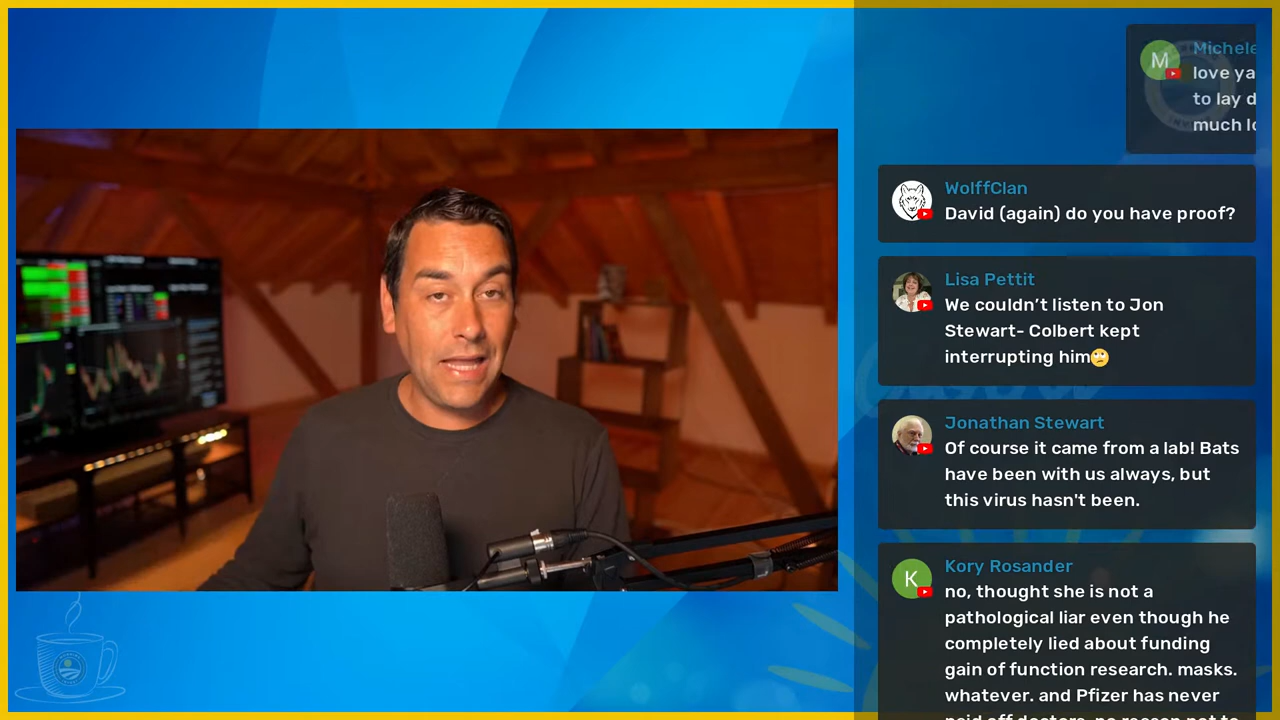 Michele
love ya
to lay d
much lo
WolffClan
David (again) do you have proof?
Lisa Pettit
We couldn’t listen to Jon
Stewart- Colbert kept
interrupting him🙄
Jonathan Stewart
Of course it came from a lab! Bats
have been with us always, but
this virus hasn't been.
K
Kory Rosander
no, thought she is not a
pathological liar even though he
completely lied about funding
gain of function research. masks.
whatever. and Pfizer has never